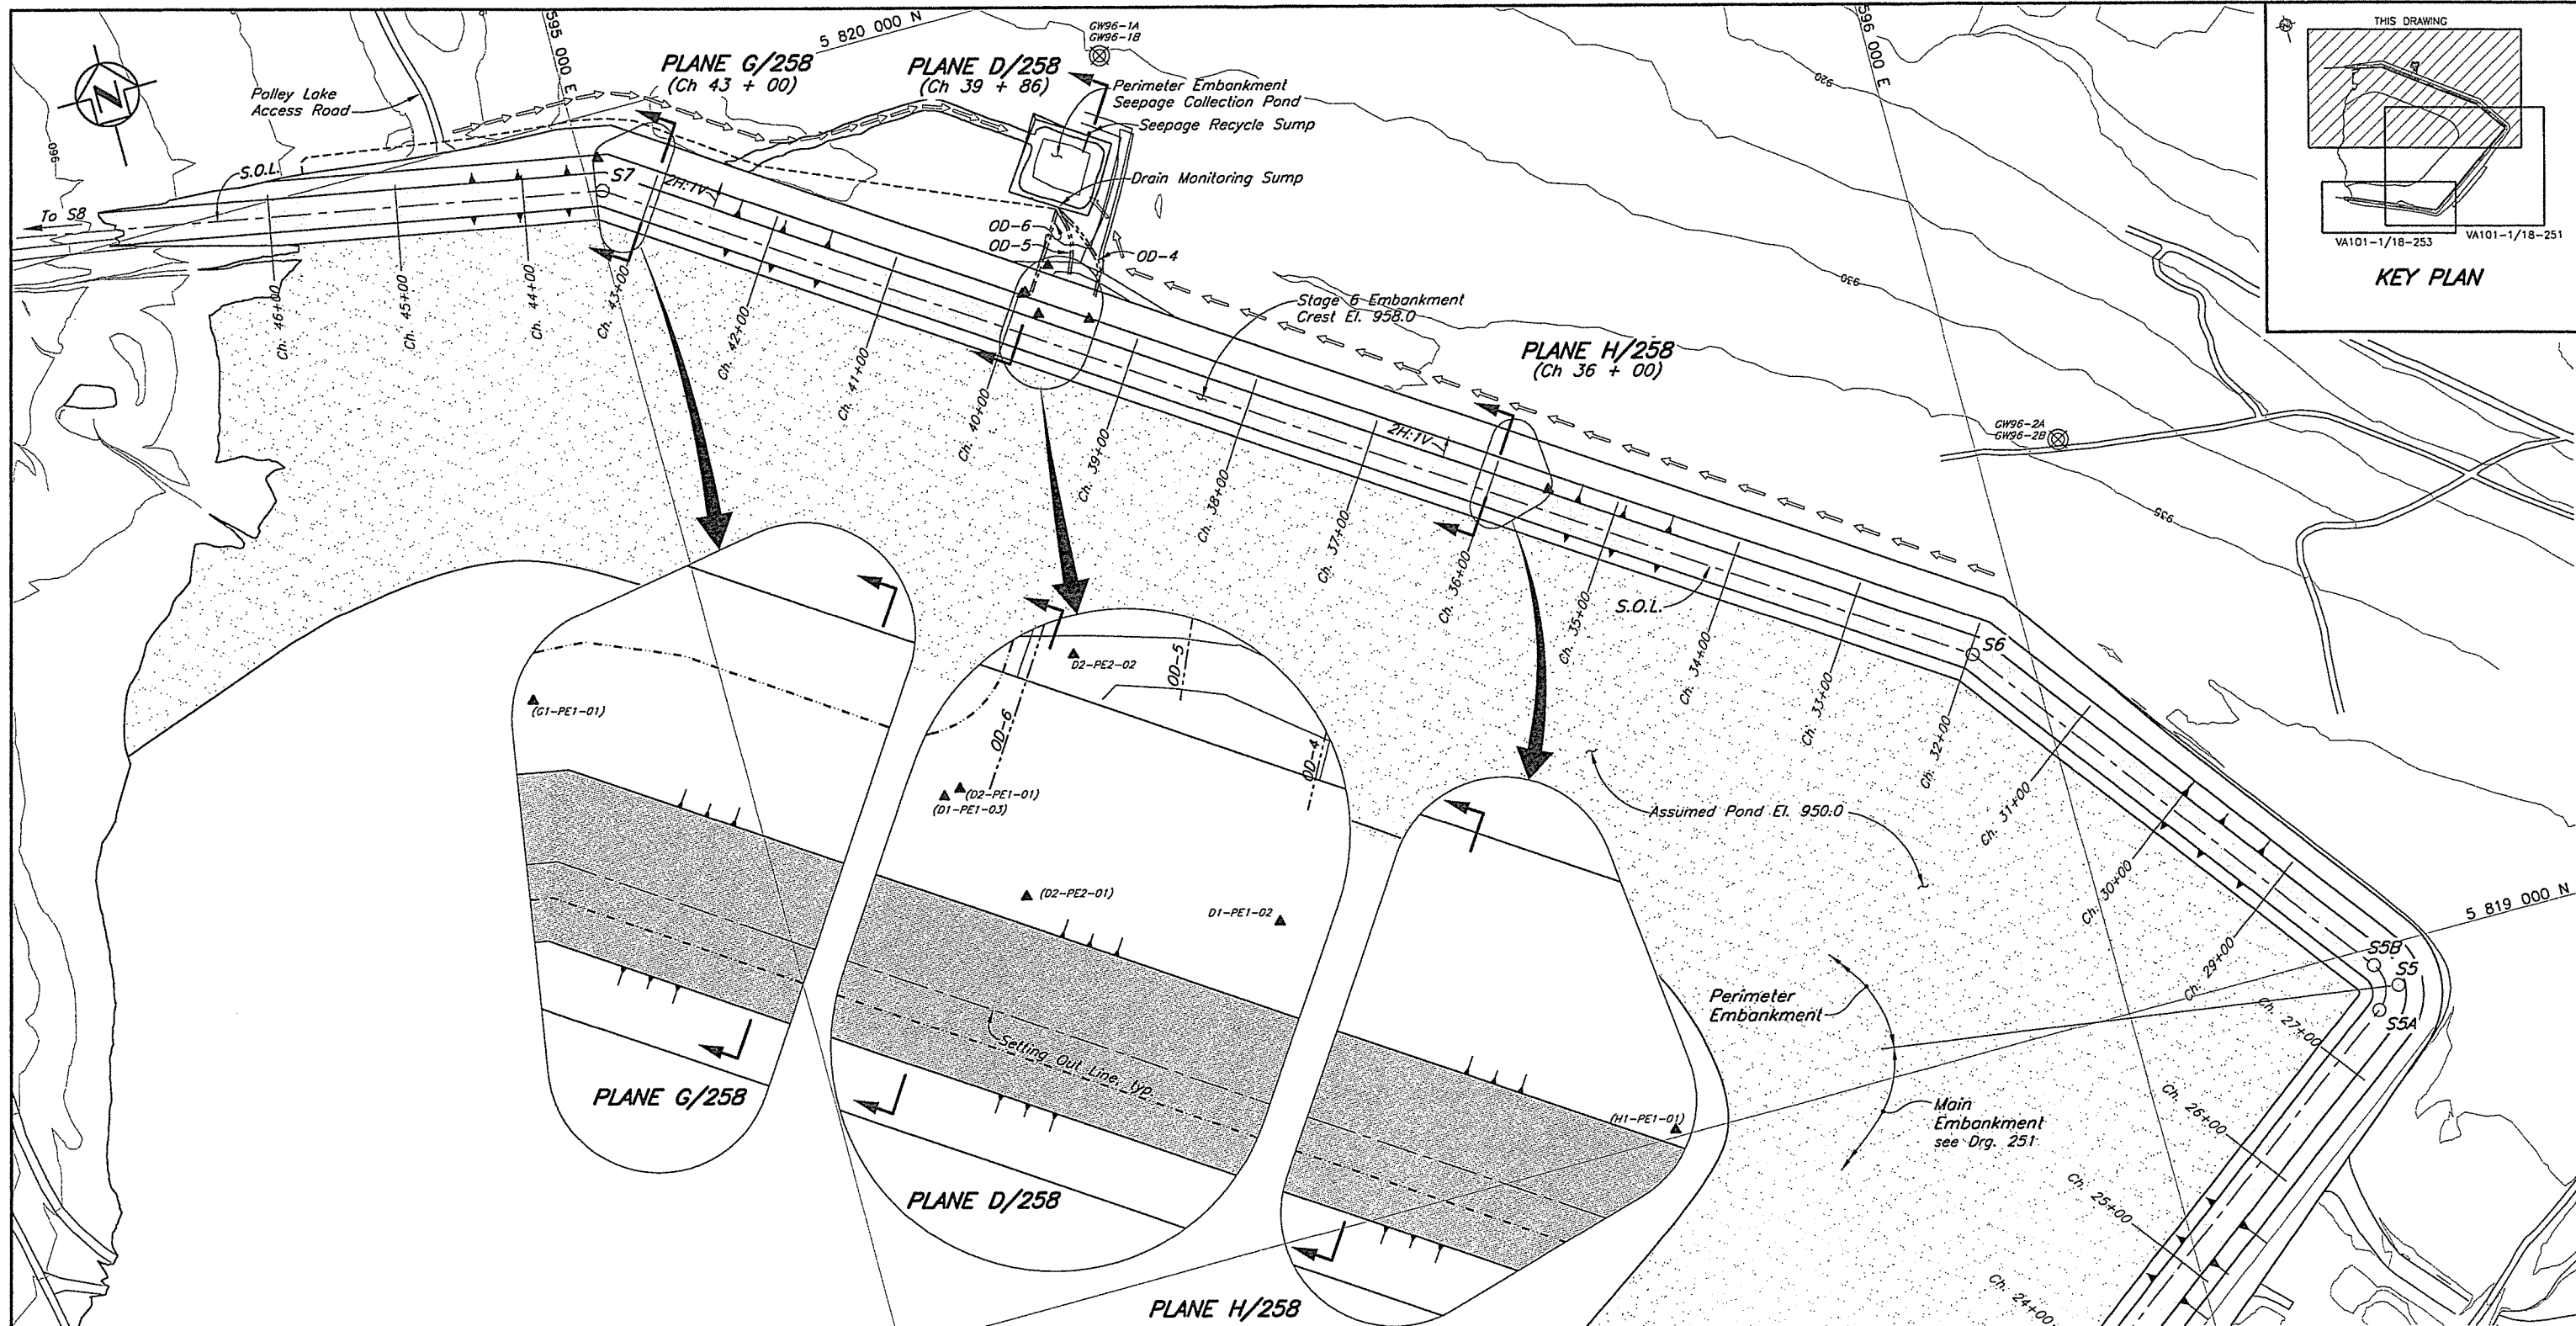 595 000 E
5 820 000 N
GW96-1A
GW96-1B
596 000 E
THIS DRAWING
VA101-1/18-253
VA101-1/18-251
KEY PLAN
N
Polley Lake
Access Road
PLANE G/258
(Ch 43 + 00)
PLANE D/258
(Ch 39 + 86)
Perimeter Embankment
Seepage Collection Pond
Seepage Recycle Sump
Drain Monitoring Sump
920
960
S.O.L.
To S8
S7
2H:1V
OD-6
OD-5
OD-4
Stage 6 Embankment
Crest El. 958.0
930
PLANE H/258
(Ch 36 + 00)
2H:1V
GW96-2A
GW96-2B
935
Ch. 46+00
Ch. 45+00
Ch. 44+00
Ch. 43+00
Ch. 42+00
Ch. 41+00
Ch. 40+00
Ch. 39+00
Ch. 38+00
Ch. 37+00
Ch. 36+00
Ch. 35+00
Ch. 34+00
Ch. 33+00
Ch. 32+00
Ch. 31+00
Ch. 30+00
Ch. 29+00
Ch. 27+00
Ch. 26+00
Ch. 25+00
Ch. 24+00
S.O.L.
S6
S5B
S5
S5A
5 819 000 N
(G1-PE1-01)
PLANE G/258
D2-PE2-02
OD-5
OD-6
OD-4
(D2-PE1-01)
(D1-PE1-03)
(D2-PE2-01)
D1-PE1-02
Setting Out Line, typ.
PLANE D/258
(H1-PE1-01)
PLANE H/258
Assumed Pond El. 950.0
Perimeter
Embankment
Main
Embankment
see Drg. 251